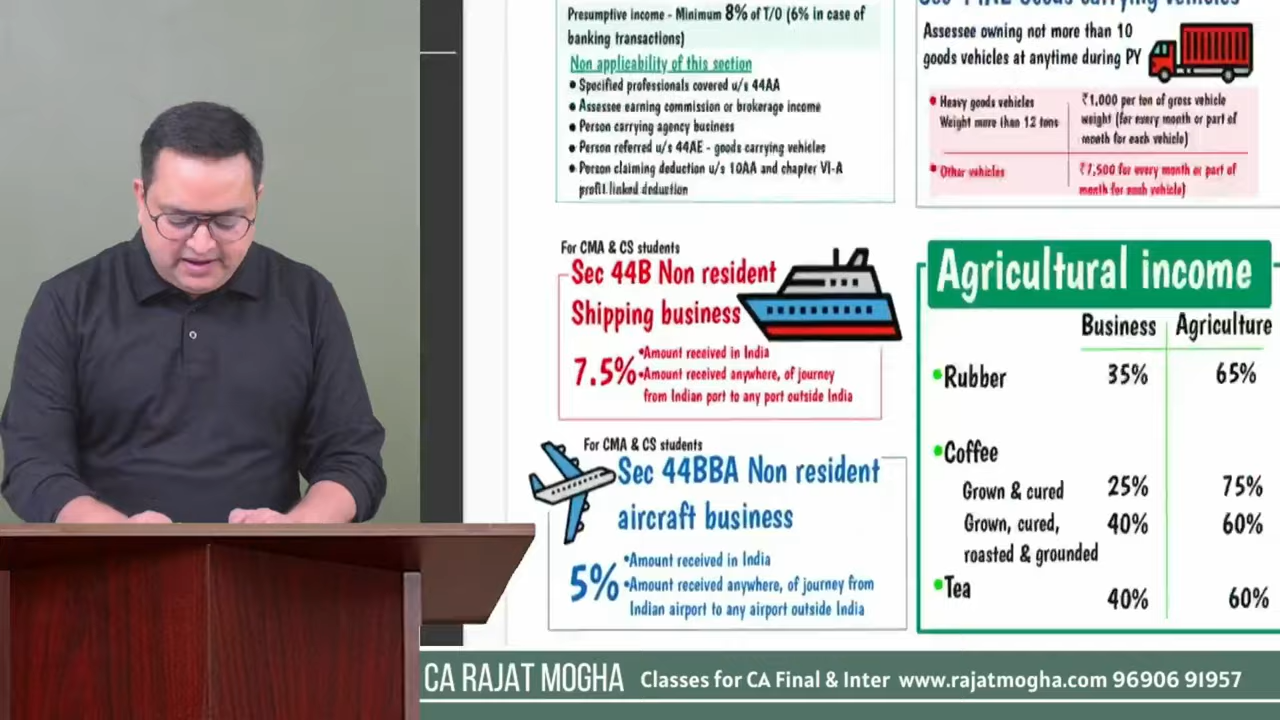 Presumptive income - Minimum 8% of T/O (6% in case of
banking transactions)
Non applicability of this section
• Specified professionals covered u/s 44AA
• Assessee earning commission or brokerage income
• Person carrying agency business
• Person referred u/s 44AE - goods carrying vehicles
• Person claiming deduction u/s 10AA and chapter VI-A
profit linked deduction
Goods carrying vehicles
Assessee owning not more than 10
goods vehicles at anytime during PY
• Heavy goods vehicles
Weight more than 12 tons
₹1,000 per ton of gross vehicle
weight (for every month or part of
month for each vehicle)
• Other vehicles
₹7,500 for every month or part of
month for each vehicle)
For CMA & CS students
Sec 44B Non resident
Shipping business
7.5%
•Amount received in India
•Amount received anywhere, of journey
from Indian port to any port outside India
For CMA & CS students
Sec 44BBA Non resident
aircraft business
5%
•Amount received in India
•Amount received anywhere, of journey from
Indian airport to any airport outside India
Agricultural income
Business Agriculture
•Rubber 35% 65%
•Coffee
Grown & cured 25% 75%
Grown, cured, 40% 60%
roasted & grounded
•Tea 40% 60%
CA RAJAT MOGHA Classes for CA Final & Inter www.rajatmogha.com 96906 91957